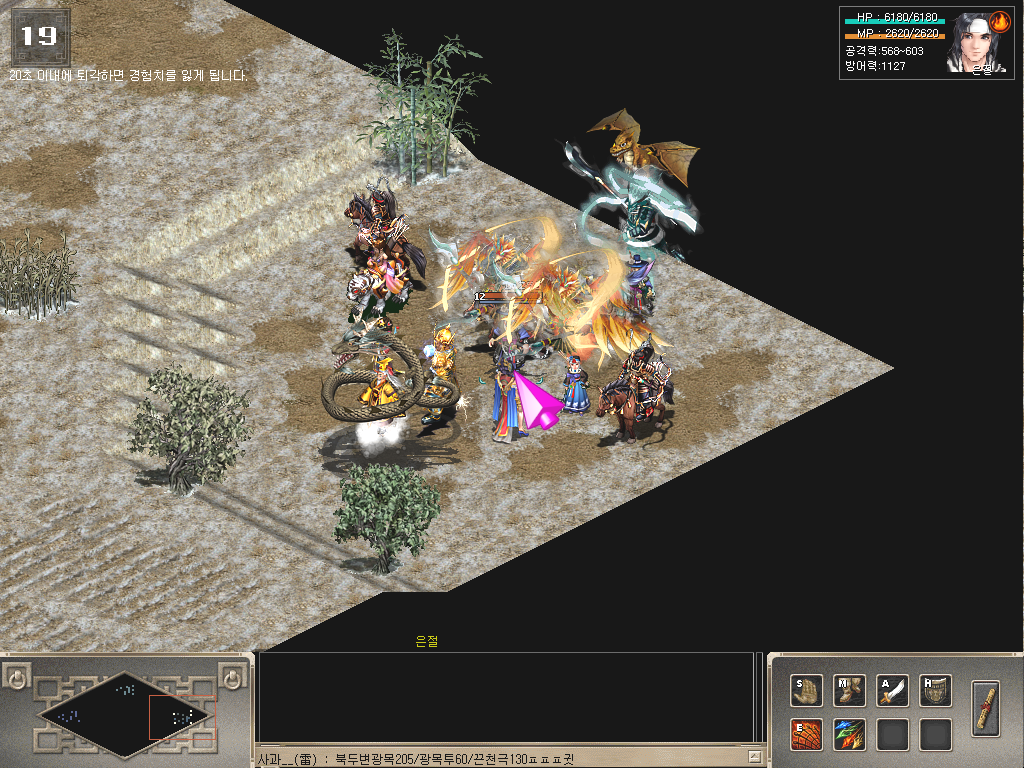 19
20초 이내에 퇴각하면 경험치를 잃게 됩니다.
HP : 6180/6180
MP : 2620/2620
공격력:568~603
방어력:1127
은절
12
은절
S
M
A
R
E
사과__(雷) : 북두변광목205/광목투60/끈천극130ㅍㅍㅍ귓